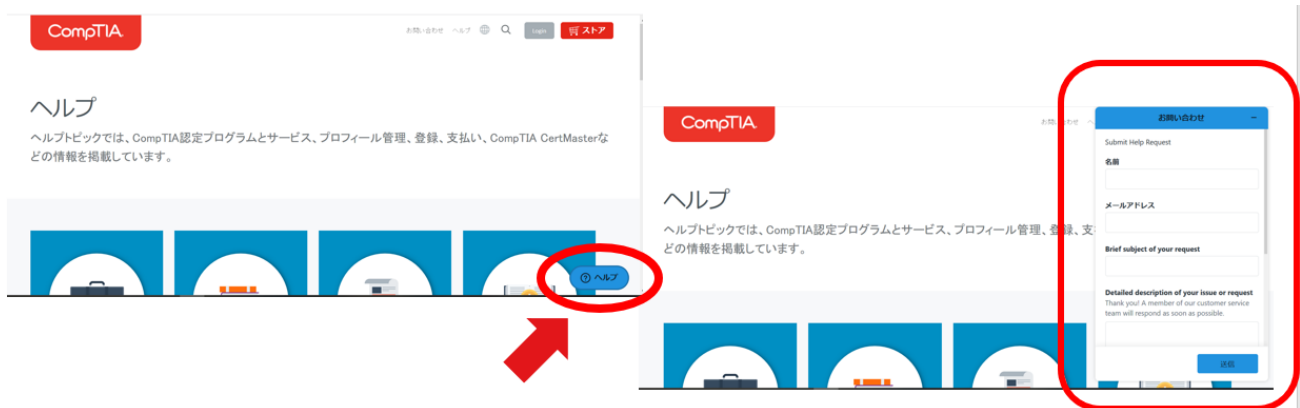 CompTIA.
お問い合わせ ヘルプ Login ストア
ヘルプ
ヘルプトピックでは、CompTIA認定プログラムとサービス、プロフィール管理、登録、支払い、CompTIA CertMasterな
どの情報を掲載しています。
ヘルプ
CompTIA.
お問い合わせ
ヘルプ
ヘルプトピックでは、CompTIA認定プログラムとサービス、プロフィール管理、登録、支
どの情報を掲載しています。
お問い合わせ
Submit Help Request
名前
メールアドレス
Brief subject of your request
Detailed description of your issue or request
Thank you! A member of our customer service
team will respond as soon as possible.
送信